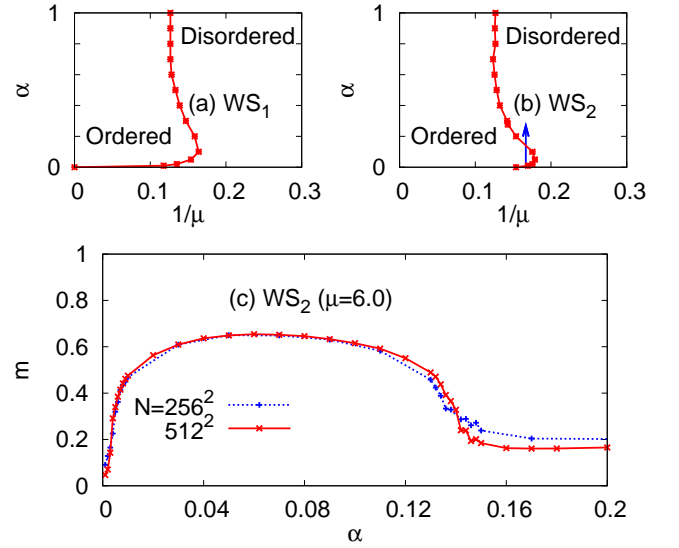 1
α
0
0
0.1
0.2
0.3
1/μ
Disordered
(a) WS₁
Ordered
1
α
0
0
0.1
0.2
0.3
1/μ
Disordered
(b) WS₂
Ordered
1
0.8
0.6
0.4
0.2
0
m
(c) WS₂ (μ=6.0)
N=256²
512²
0
0.04
0.08
0.12
0.16
0.2
α